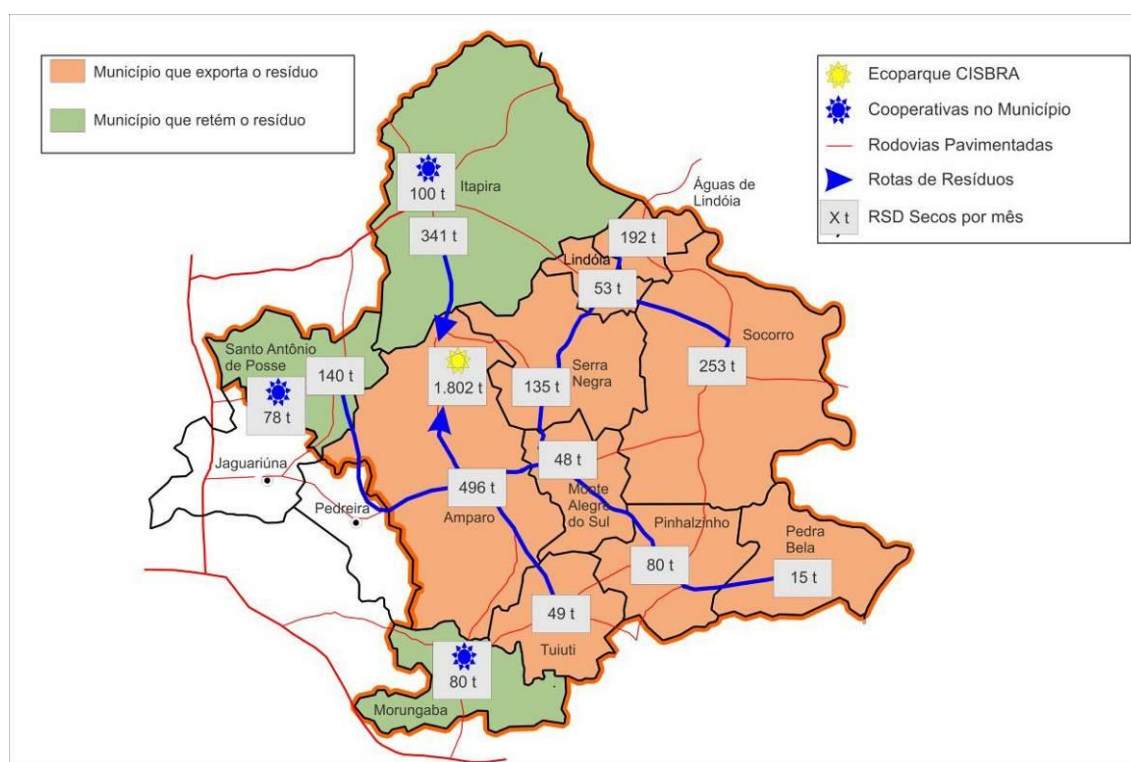 Município que exporta o resíduo
Município que retém o resíduo
Ecoparque CISBRA
Cooperativas no Município
Rodovias Pavimentadas
Rotas de Resíduos
X t
RSD Secos por mês
100 t
Itapira
341 t
Águas de
Lindóia
192 t
Lindóia
53 t
Socorro
253 t
Santo Antônio
de Posse
140 t
78 t
1.802 t
Serra
Negra
135 t
Jaguariúna
Pedreira
496 t
Amparo
48 t
Monte
Alegre
do Sul
Pinhalzinho
80 t
Pedra
Bela
15 t
49 t
Tuiuti
80 t
Morungaba